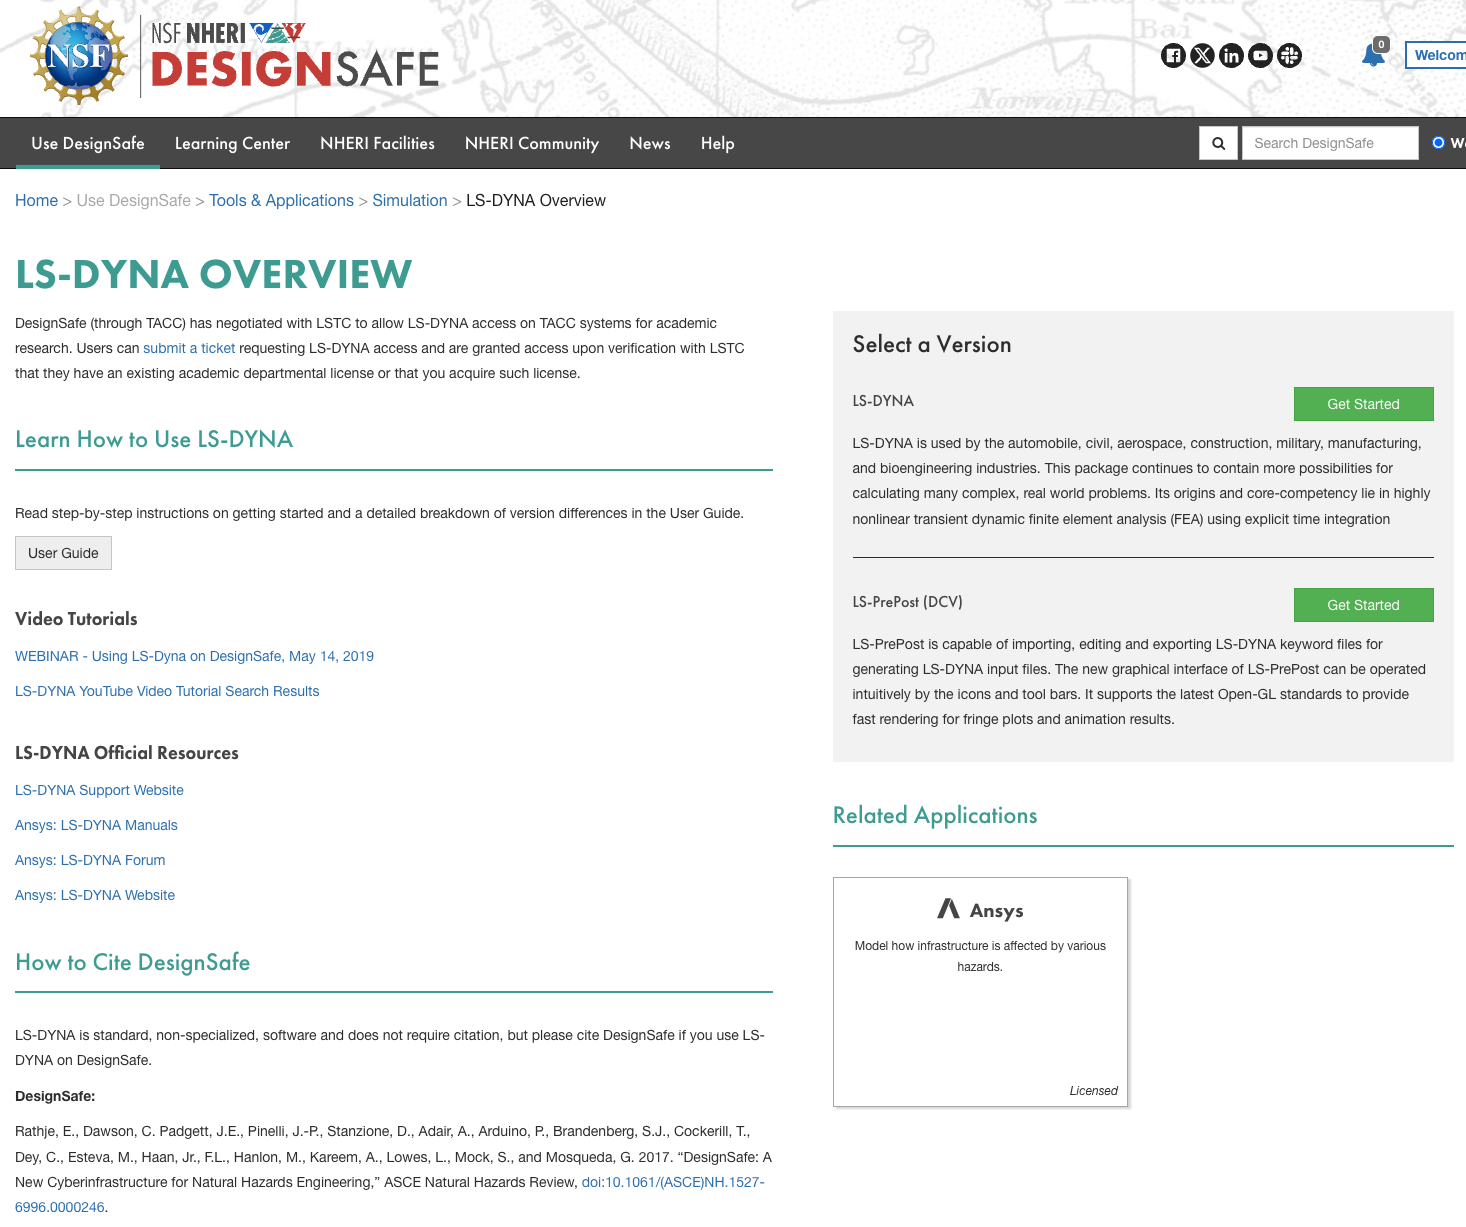 NSF
NSF NHERI
DESIGNSAFE
Bai
Norway H.
0
Welcom
Use DesignSafe Learning Center NHERI Facilities NHERI Community News Help
Search DesignSafe
We
Home > Use DesignSafe > Tools & Applications > Simulation > LS-DYNA Overview
LS-DYNA OVERVIEW
DesignSafe (through TACC) has negotiated with LSTC to allow LS-DYNA access on TACC systems for academic
research. Users can submit a ticket requesting LS-DYNA access and are granted access upon verification with LSTC
that they have an existing academic departmental license or that you acquire such license.
Learn How to Use LS-DYNA
Read step-by-step instructions on getting started and a detailed breakdown of version differences in the User Guide.
User Guide
Video Tutorials
WEBINAR - Using LS-Dyna on DesignSafe, May 14, 2019
LS-DYNA YouTube Video Tutorial Search Results
LS-DYNA Official Resources
LS-DYNA Support Website
Ansys: LS-DYNA Manuals
Ansys: LS-DYNA Forum
Ansys: LS-DYNA Website
How to Cite DesignSafe
LS-DYNA is standard, non-specialized, software and does not require citation, but please cite DesignSafe if you use LS-
DYNA on DesignSafe.
DesignSafe:
Rathje, E., Dawson, C. Padgett, J.E., Pinelli, J.-P., Stanzione, D., Adair, A., Arduino, P., Brandenberg, S.J., Cockerill, T.,
Dey, C., Esteva, M., Haan, Jr., F.L., Hanlon, M., Kareem, A., Lowes, L., Mock, S., and Mosqueda, G. 2017. “DesignSafe: A
New Cyberinfrastructure for Natural Hazards Engineering,” ASCE Natural Hazards Review, doi:10.1061/(ASCE)NH.1527-
6996.0000246.
Select a Version
LS-DYNA
Get Started
LS-DYNA is used by the automobile, civil, aerospace, construction, military, manufacturing,
and bioengineering industries. This package continues to contain more possibilities for
calculating many complex, real world problems. Its origins and core-competency lie in highly
nonlinear transient dynamic finite element analysis (FEA) using explicit time integration
LS-PrePost (DCV)
Get Started
LS-PrePost is capable of importing, editing and exporting LS-DYNA keyword files for
generating LS-DYNA input files. The new graphical interface of LS-PrePost can be operated
intuitively by the icons and tool bars. It supports the latest Open-GL standards to provide
fast rendering for fringe plots and animation results.
Related Applications
Ansys
Model how infrastructure is affected by various
hazards.
Licensed